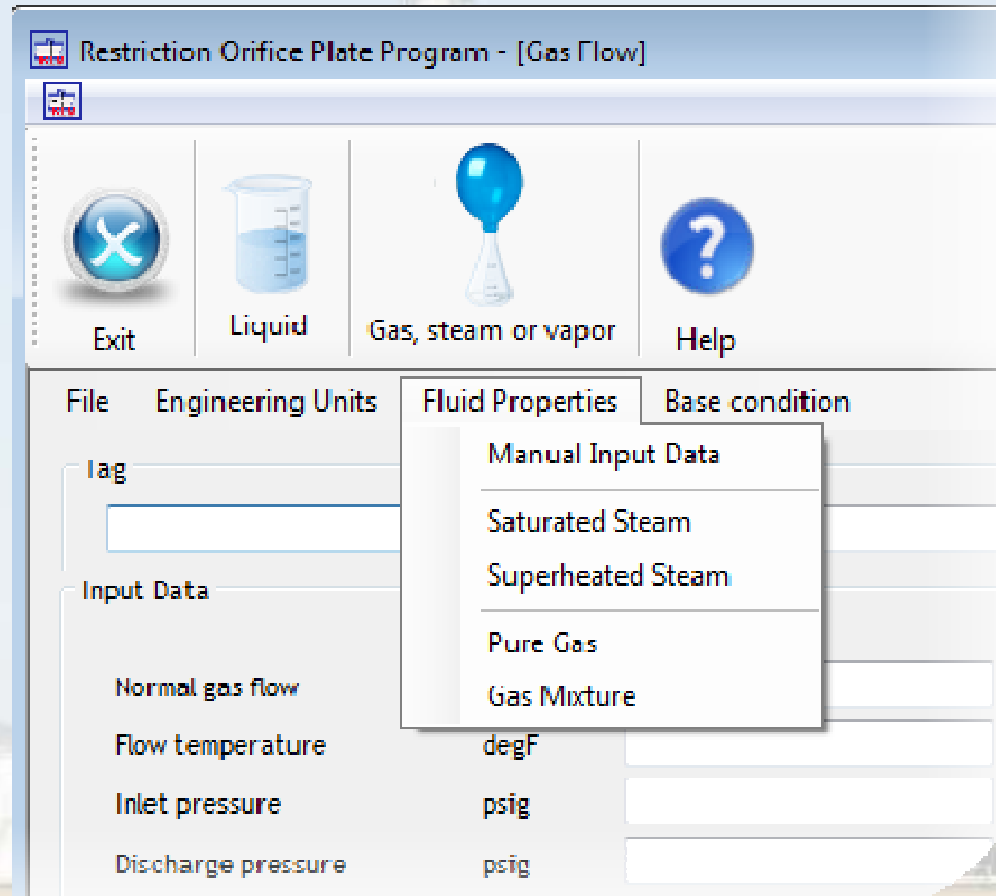 Restriction Orifice Plate Program - [Gas Flow]
Exit
Liquid
Gas, steam or vapor
Help
File Engineering Units Fluid Properties Base condition
Manual Input Data
Saturated Steam
Superheated Steam
Pure Gas
Gas Mixture
Tag
Input Data
Normal gas flow
Flow temperature degF
Inlet pressure psig
Discharge pressure psig